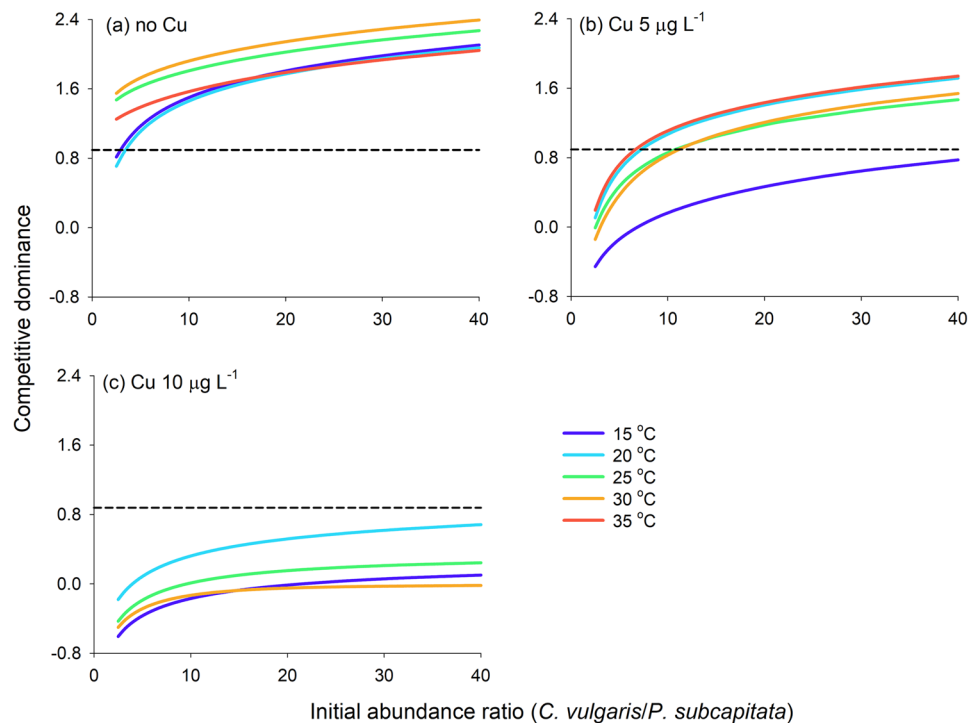 Competitive dominance
(a) no Cu
2.4
1.6
0.8
0.0
-0.8
0 10 20 30 40
(b) Cu 5 µg L-1
2.4
1.6
0.8
0.0
-0.8
0 10 20 30 40
(c) Cu 10 µg L-1
2.4
1.6
0.8
0.0
-0.8
0 10 20 30 40
15 °C
20 °C
25 °C
30 °C
35 °C
Initial abundance ratio (C. vulgaris/P. subcapitata)